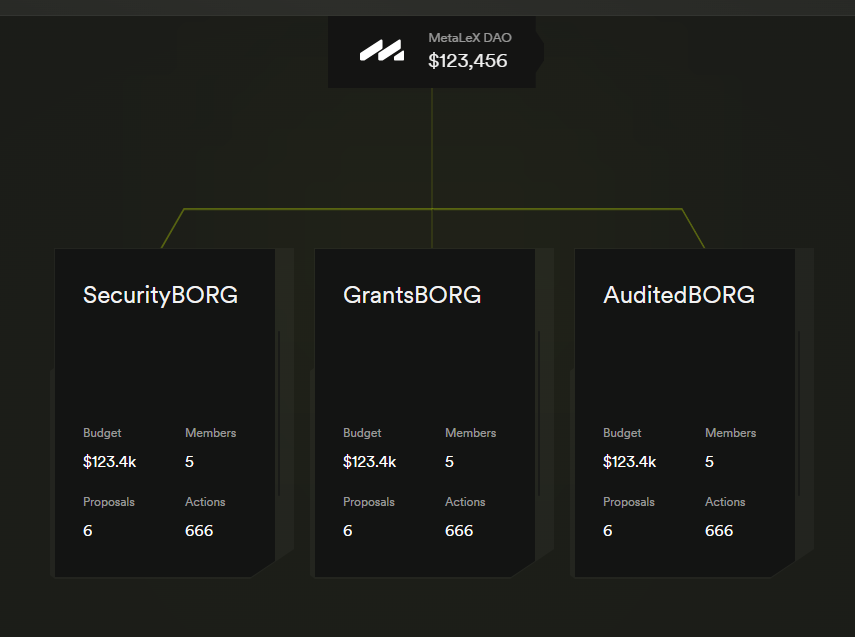 MetaLeX DAO
$123,456
SecurityBORG
GrantsBORG
AuditedBORG
Budget Members
$123.4k 5
Proposals Actions
6 666
Budget Members
$123.4k 5
Proposals Actions
6 666
Budget Members
$123.4k 5
Proposals Actions
6 666